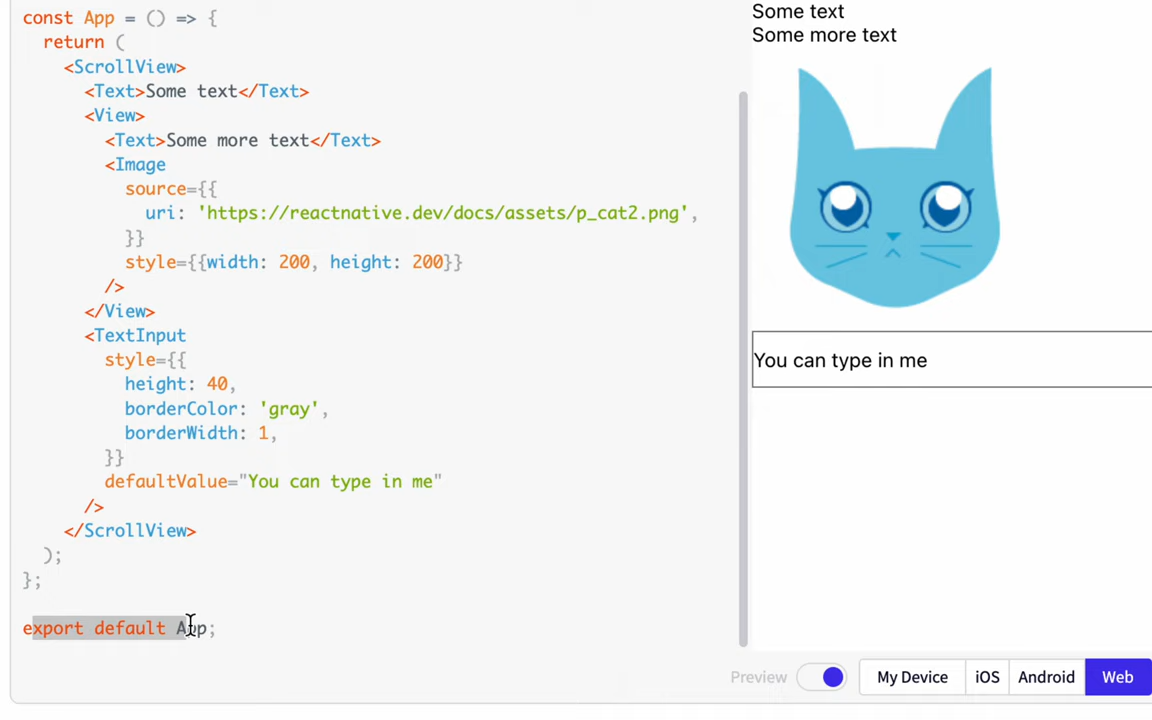 const App = () => {
  return (
    <ScrollView>
      <Text>Some text</Text>
      <View>
        <Text>Some more text</Text>
        <Image
          source={{
            uri: 'https://reactnative.dev/docs/assets/p_cat2.png',
          }}
          style={{width: 200, height: 200}}
        />
      </View>
      <TextInput
        style={{
          height: 40,
          borderColor: 'gray',
          borderWidth: 1,
        }}
        defaultValue="You can type in me"
      />
    </ScrollView>
  );
};
export default App;
Some text
Some more text
You can type in me
Preview My Device iOS Android Web